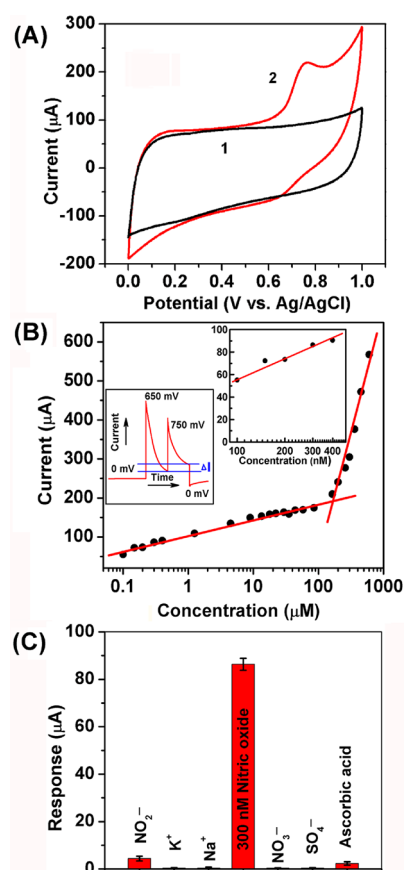 (A)
300
200
100
0
-100
-200
Current (μA)
1
2
0.0 0.2 0.4 0.6 0.8 1.0
Potential (V vs. Ag/AgCl)
(B)
600
500
400
300
200
100
0
Current (μA)
100
80
60
40
20
0
100 200 300 400
Concentration (nM)
650 mV
750 mV
Current
0 mV
Time
ΔI
0 mV
0.1 1 10 100 1000
Concentration (μM)
(C)
100
80
60
40
20
0
Response (μA)
NO₂⁻
K⁺
Na⁺
300 nM Nitric oxide
NO₃⁻
SO₄⁻
Ascorbic acid